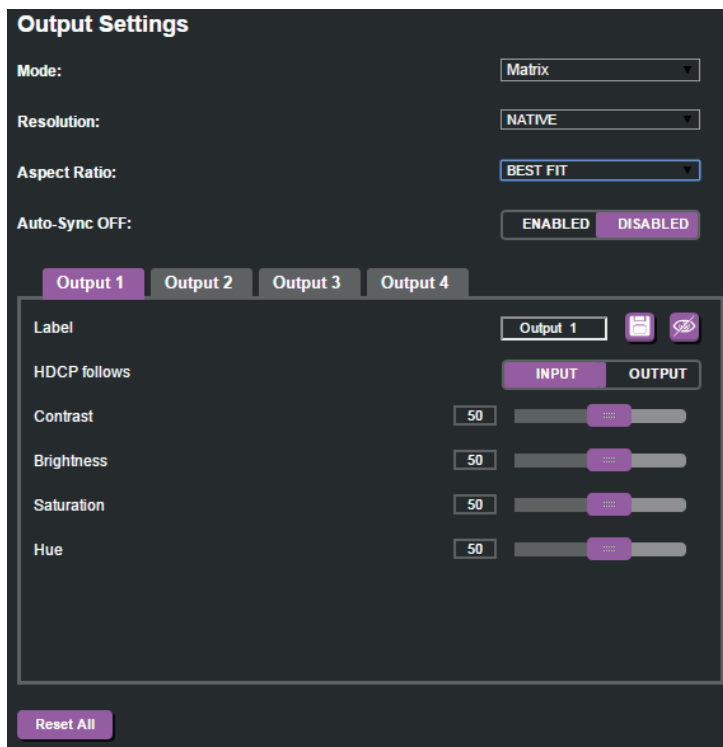 Output Settings
Mode: Matrix
Resolution: NATIVE
Aspect Ratio: BEST FIT
Auto-Sync OFF: ENABLED DISABLED
Output 1 Output 2 Output 3 Output 4
Label Output 1
HDCP follows INPUT OUTPUT
Contrast 50
Brightness 50
Saturation 50
Hue 50
Reset All